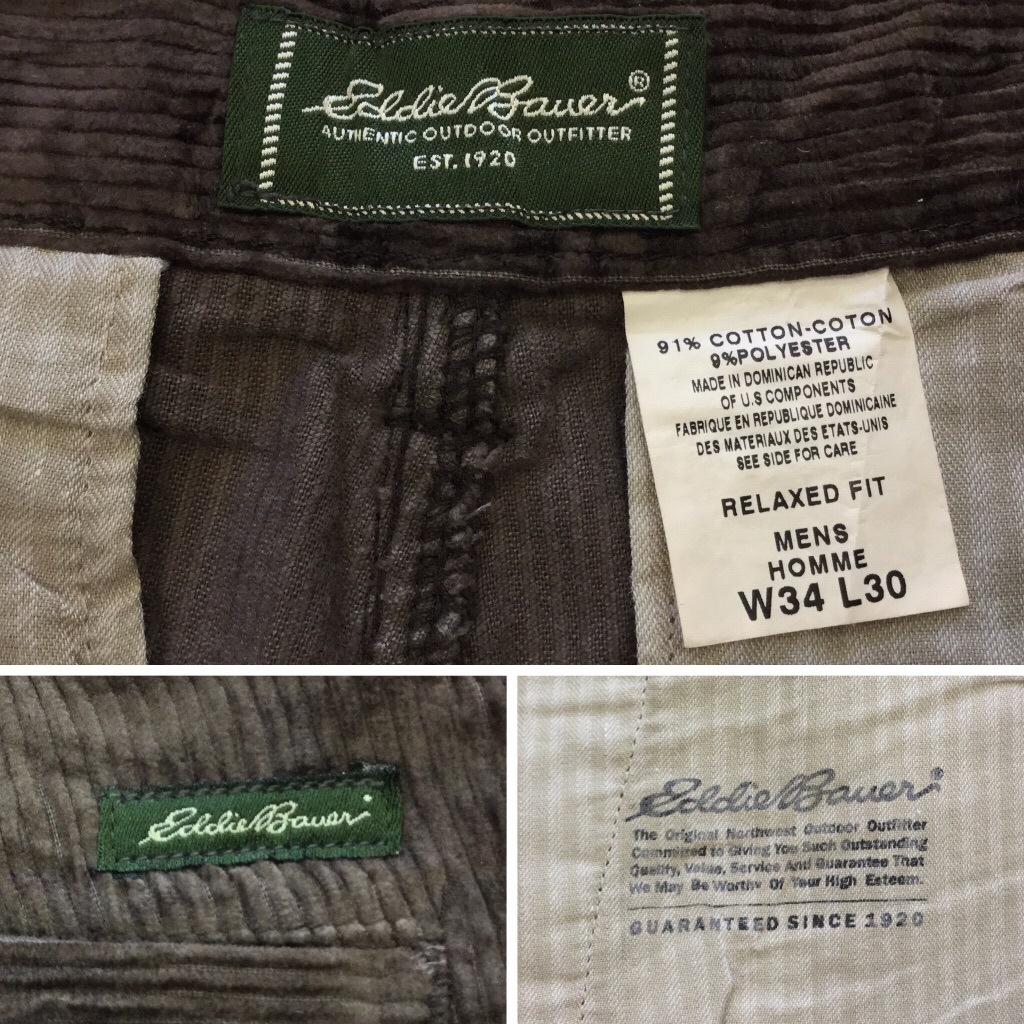 Eddie Bauer®
AUTHENTIC OUTDOOR OUTFITTER
EST. 1920
91% COTTON-COTON
9%POLYESTER
MADE IN DOMINICAN REPUBLIC
OF U.S COMPONENTS
FABRIQUE EN REPUBLIQUE DOMINICAINE
DES MATERIAUX DES ETATS-UNIS
SEE SIDE FOR CARE
RELAXED FIT
MENS
HOMME
W34 L30
Eddie Bauer
Eddie Bauer
The Original Northwest Outdoor Outfitter
Committed to Giving You Such Outstanding
Quality, Value, Service And Guarantee That
We May Be Worthy Of Your High Esteem.
GUARANTEED SINCE 1920